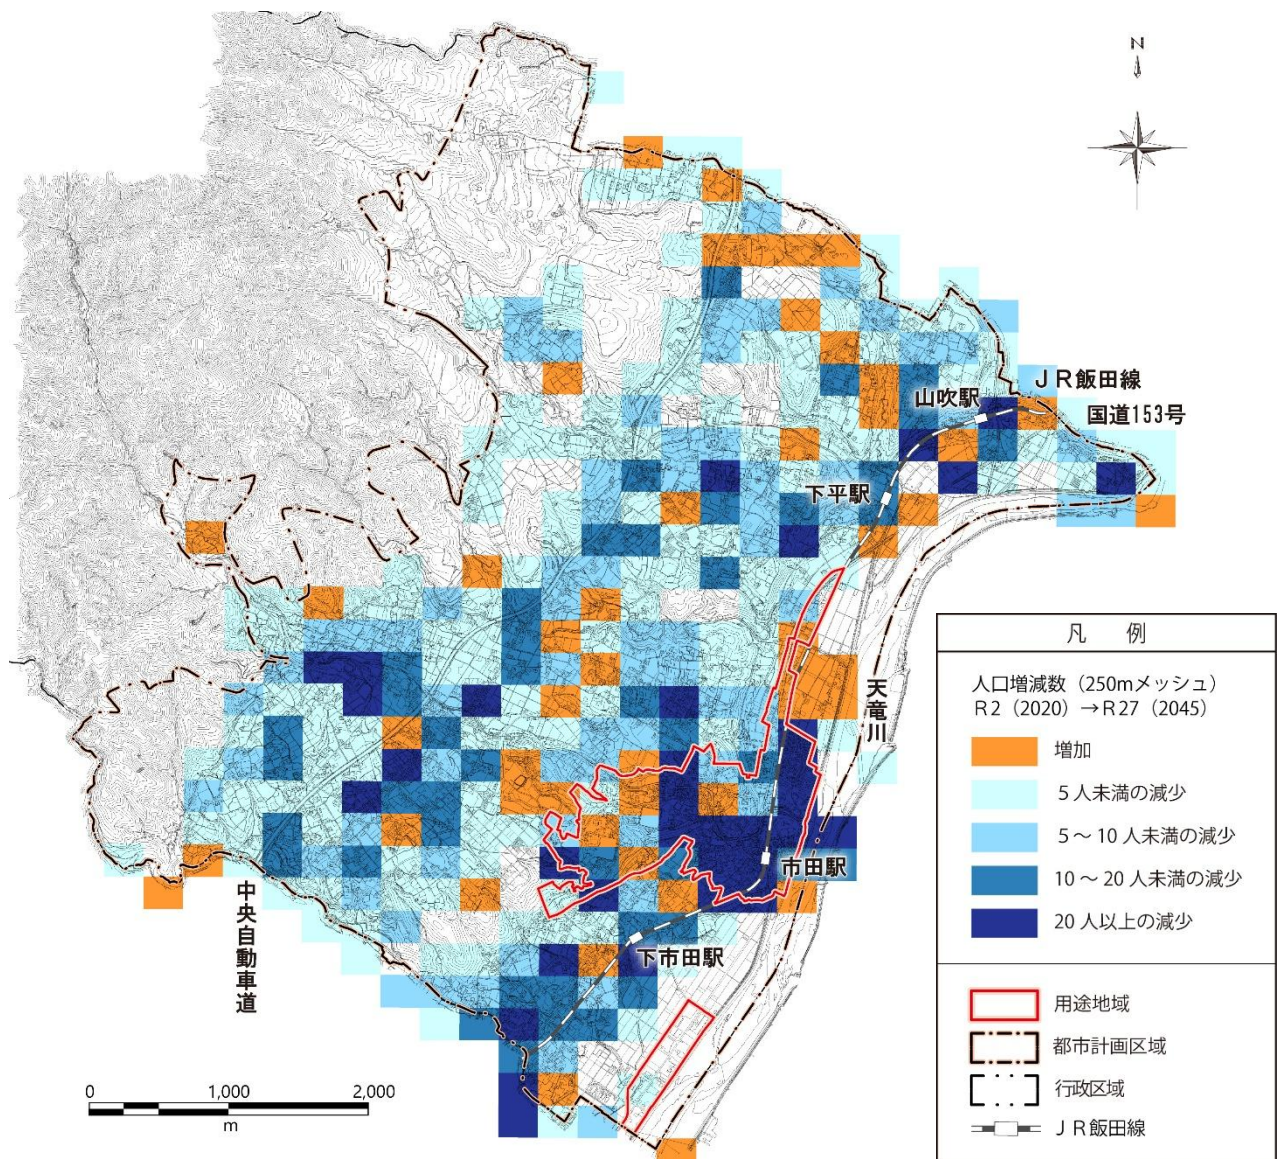 N
ＪＲ飯田線
山吹駅
国道153号
下平駅
天竜川
市田駅
下市田駅
中央自動車道
0 1,000 2,000
m
凡 例
人口増減数（250mメッシュ）
Ｒ２（2020）→Ｒ27（2045）
増加
５人未満の減少
５～10人未満の減少
10～20人未満の減少
20人以上の減少
用途地域
都市計画区域
行政区域
ＪＲ飯田線